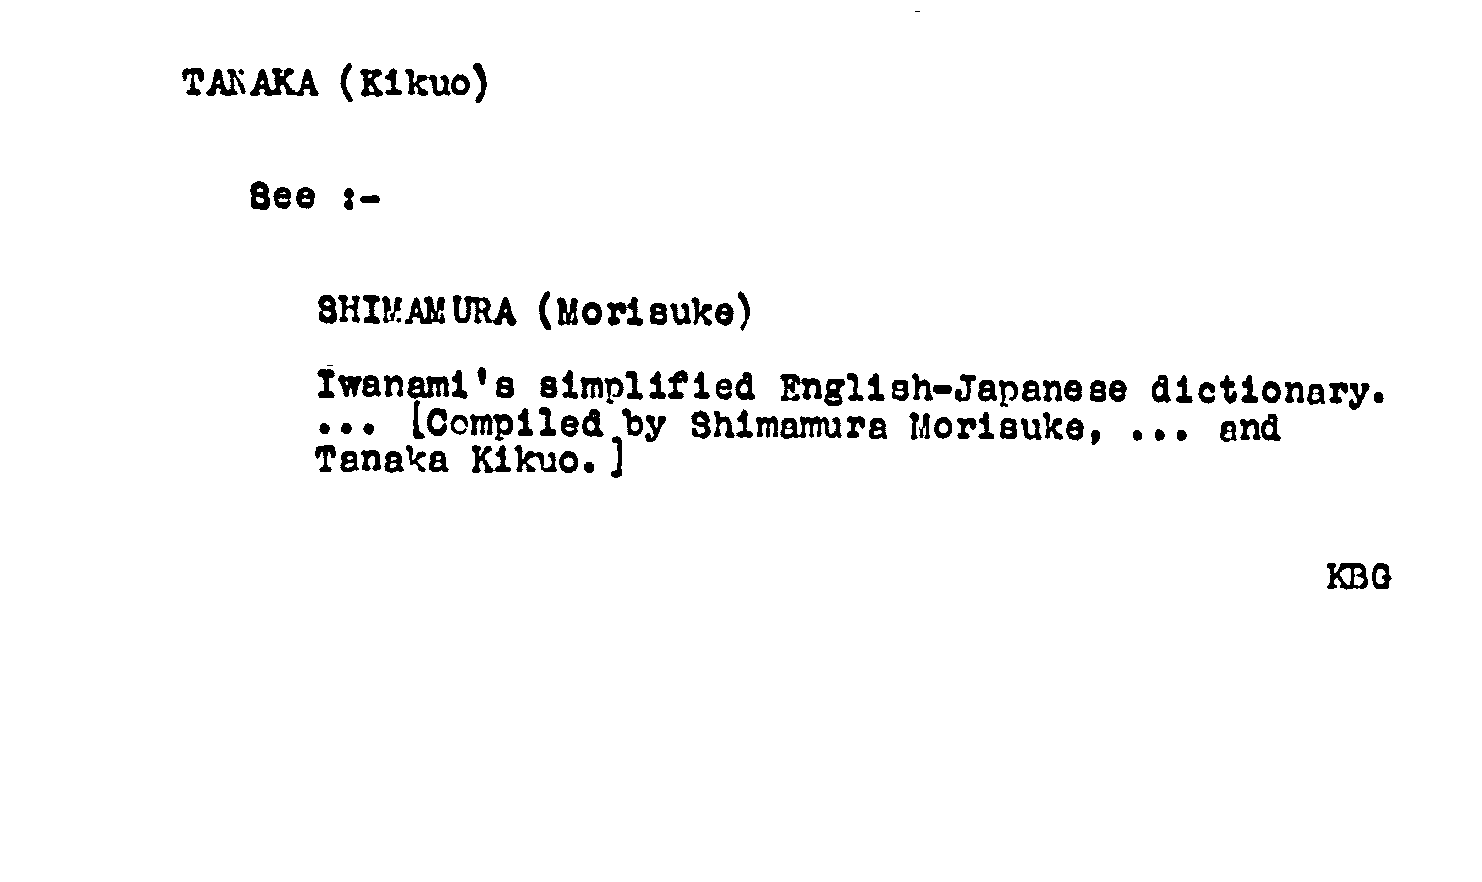 TANAKA (Kikuo)
See :-
SHIMAMURA (Morisuke)
Iwanami's simplified English-Japanese dictionary.
... [Compiled by Shimamura Morisuke, ... and
Tanaka Kikuo.]
KBG